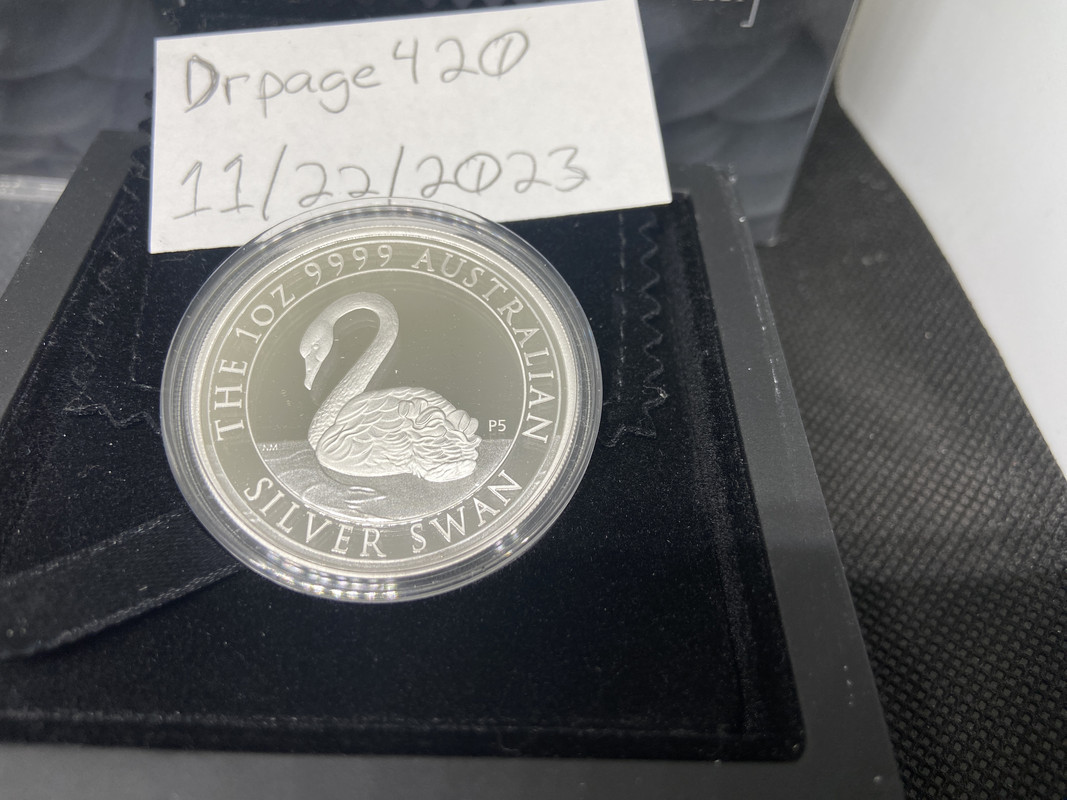 Drpage420
11/22/2023
THE 1OZ 9999 AUSTRALIAN
SILVER SWAN
P5